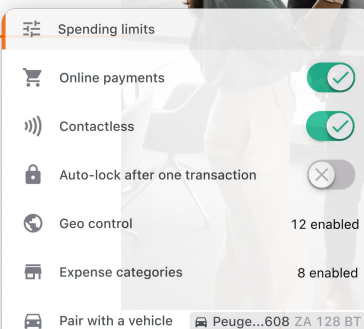 Spending limits
Online payments
Contactless
Auto-lock after one transaction
Geo control 12 enabled
Expense categories 8 enabled
Pair with a vehicle Peuge...608 ZA 128 BT